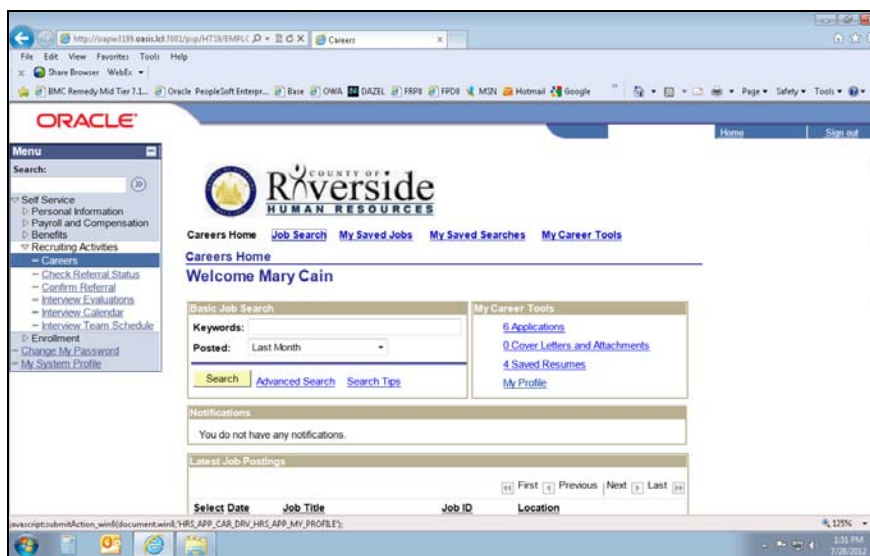 Careers
File Edit View Favorites Tools Help
Share Browser WebEx
BMC Remedy Mid Tier 7.1... Oracle PeopleSoft Enterpr... Base OWA DAZEL FRP8 FPD8 MSN Hotmail Google Page Safety Tools
ORACLE
Home Sign out
Menu
Search:
Self Service
Personal Information
Payroll and Compensation
Benefits
Recruiting Activities
Careers
Check Referral Status
Confirm Referral
Interview Evaluations
Interview Calendar
Interview Team Schedule
Enrollment
Change My Password
My System Profile
COUNTY OF
Riverside
HUMAN RESOURCES
Careers Home Job Search My Saved Jobs My Saved Searches My Career Tools
Careers Home
Welcome Mary Cain
Basic Job Search
Keywords:
Posted: Last Month
Search Advanced Search Search Tips
My Career Tools
6 Applications
0 Cover Letters and Attachments
4 Saved Resumes
My Profile
Notifications
You do not have any notifications.
Latest Job Postings
First Previous Next Last
Select Date Job Title Job ID Location
javascript:submitAction_win0(document.win0,'HRS_APP_CAR_DRV_HRS_APP_MY_PROFILE');
125%
1:51 PM
7/28/2012